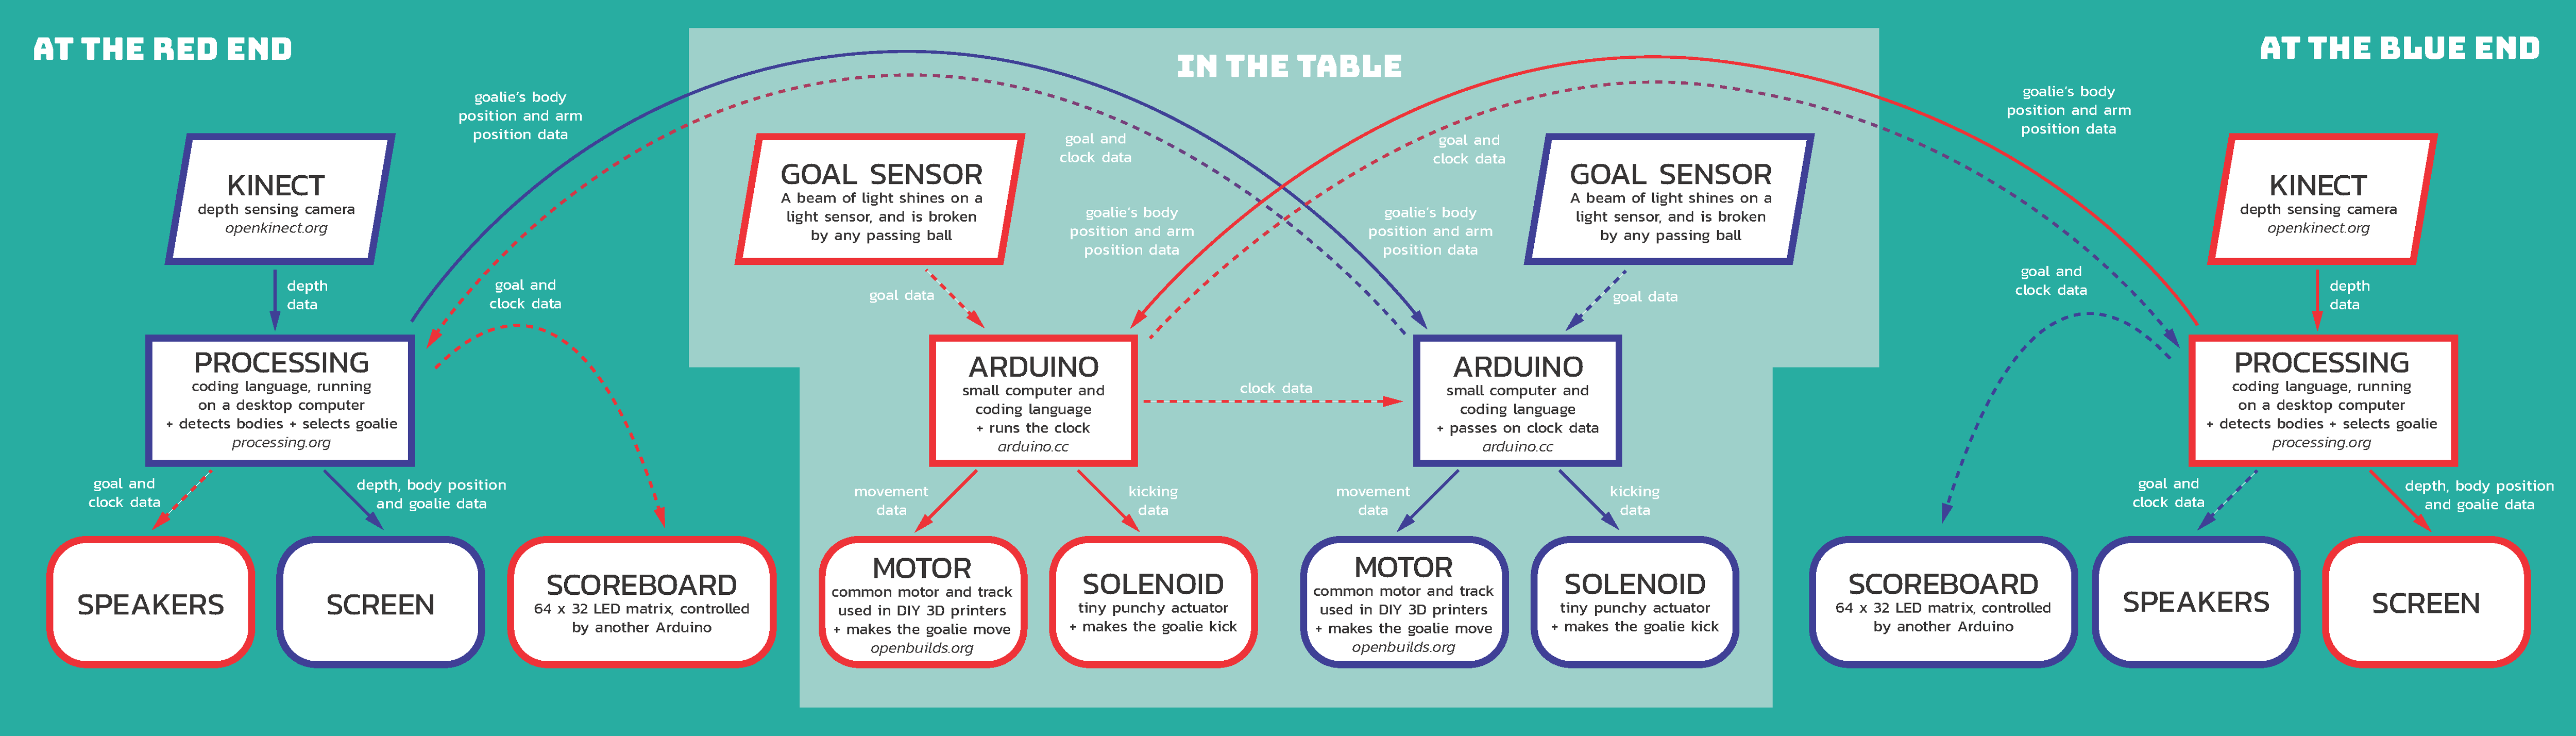 AT THE RED END
IN THE TABLE
AT THE BLUE END
goalie's body
position and arm
position data
KINECT
depth sensing camera
openkinect.org
depth
data
goal and
clock data
PROCESSING
coding language, running
on a desktop computer
+ detects bodies + selects goalie
processing.org
goal and
clock data
depth, body position
and goalie data
SPEAKERS
SCREEN
SCOREBOARD
64 x 32 LED matrix, controlled
by another Arduino
GOAL SENSOR
A beam of light shines on a
light sensor, and is broken
by any passing ball
goal and
clock data
goalie's body
position and arm
position data
goal data
goal and
clock data
goalie's body
position and arm
position data
GOAL SENSOR
A beam of light shines on a
light sensor, and is broken
by any passing ball
goal data
ARDUINO
small computer and
coding language
+ runs the clock
arduino.cc
clock data
ARDUINO
small computer and
coding language
+ passes on clock data
arduino.cc
movement
data
kicking
data
movement
data
kicking
data
MOTOR
common motor and track
used in DIY 3D printers
+ makes the goalie move
openbuilds.org
SOLENOID
tiny punchy actuator
+ makes the goalie kick
MOTOR
common motor and track
used in DIY 3D printers
+ makes the goalie move
openbuilds.org
SOLENOID
tiny punchy actuator
+ makes the goalie kick
goalie's body
position and arm
position data
KINECT
depth sensing camera
openkinect.org
goal and
clock data
depth
data
PROCESSING
coding language, running
on a desktop computer
+ detects bodies + selects goalie
processing.org
goal and
clock data
depth, body position
and goalie data
SCOREBOARD
64 x 32 LED matrix, controlled
by another Arduino
SPEAKERS
SCREEN